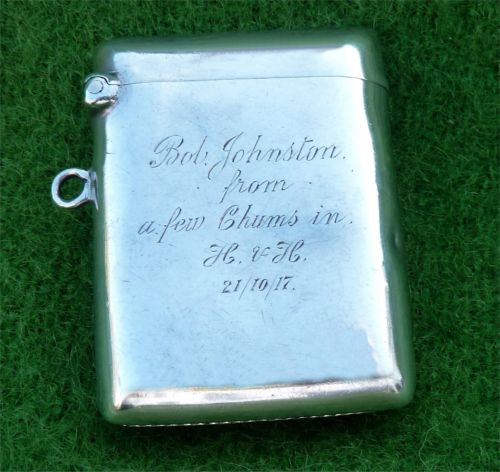 Bob. Johnston.
from
a few Chums in.
H. & H.
21/10/17.